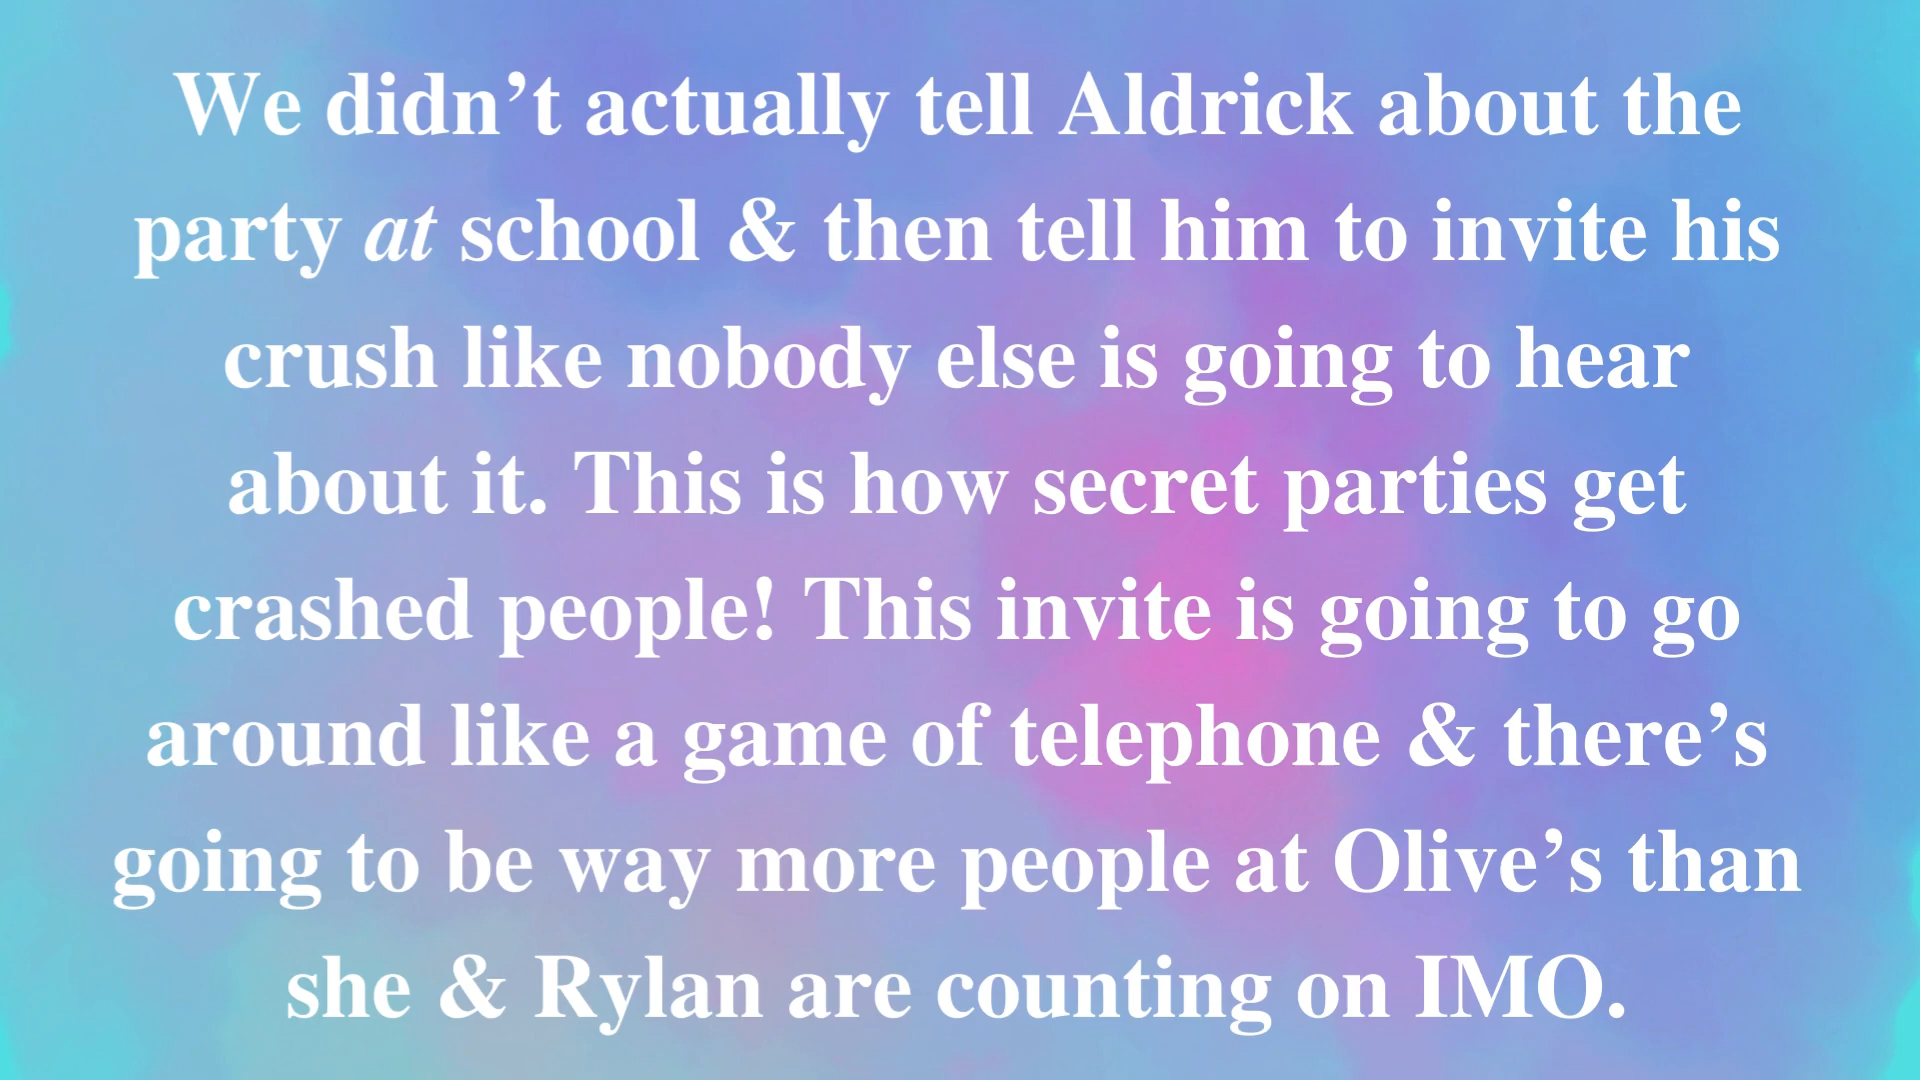 We didn’t actually tell Aldrick about the
party at school & then tell him to invite his
crush like nobody else is going to hear
about it. This is how secret parties get
crashed people! This invite is going to go
around like a game of telephone & there’s
going to be way more people at Olive’s than
she & Rylan are counting on IMO.